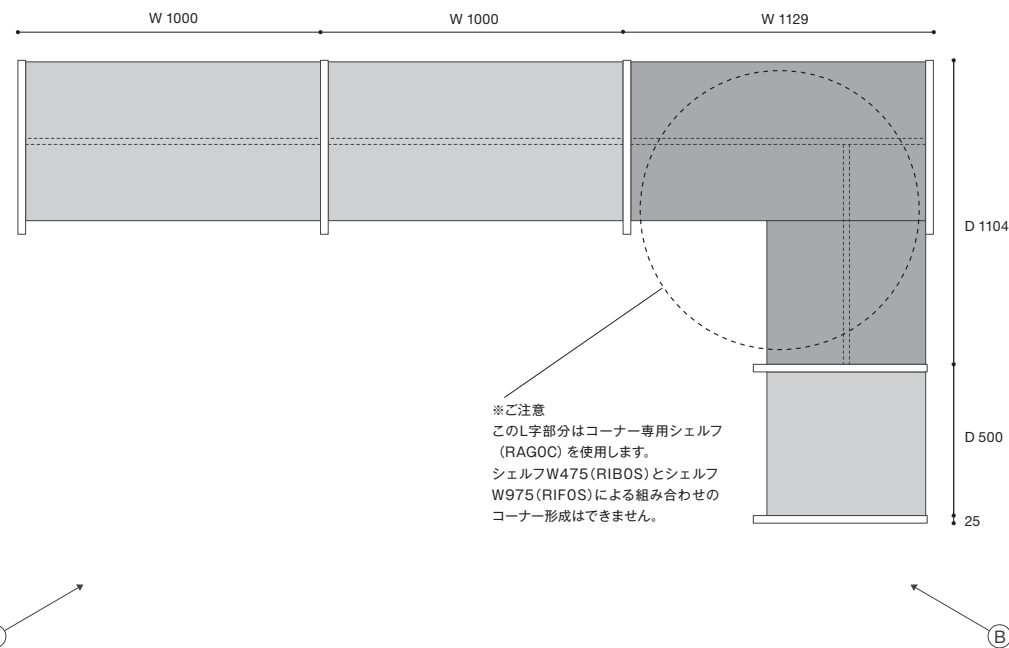 W 1000
W 1000
W 1129
D 1104
D 500
25
※ご注意
このL字部分はコーナー専用シェルフ
（RAG0C）を使用します。
シェルフW475（RIB0S）とシェルフ
W975（RIF0S）による組み合わせの
コーナー形成はできません。
B